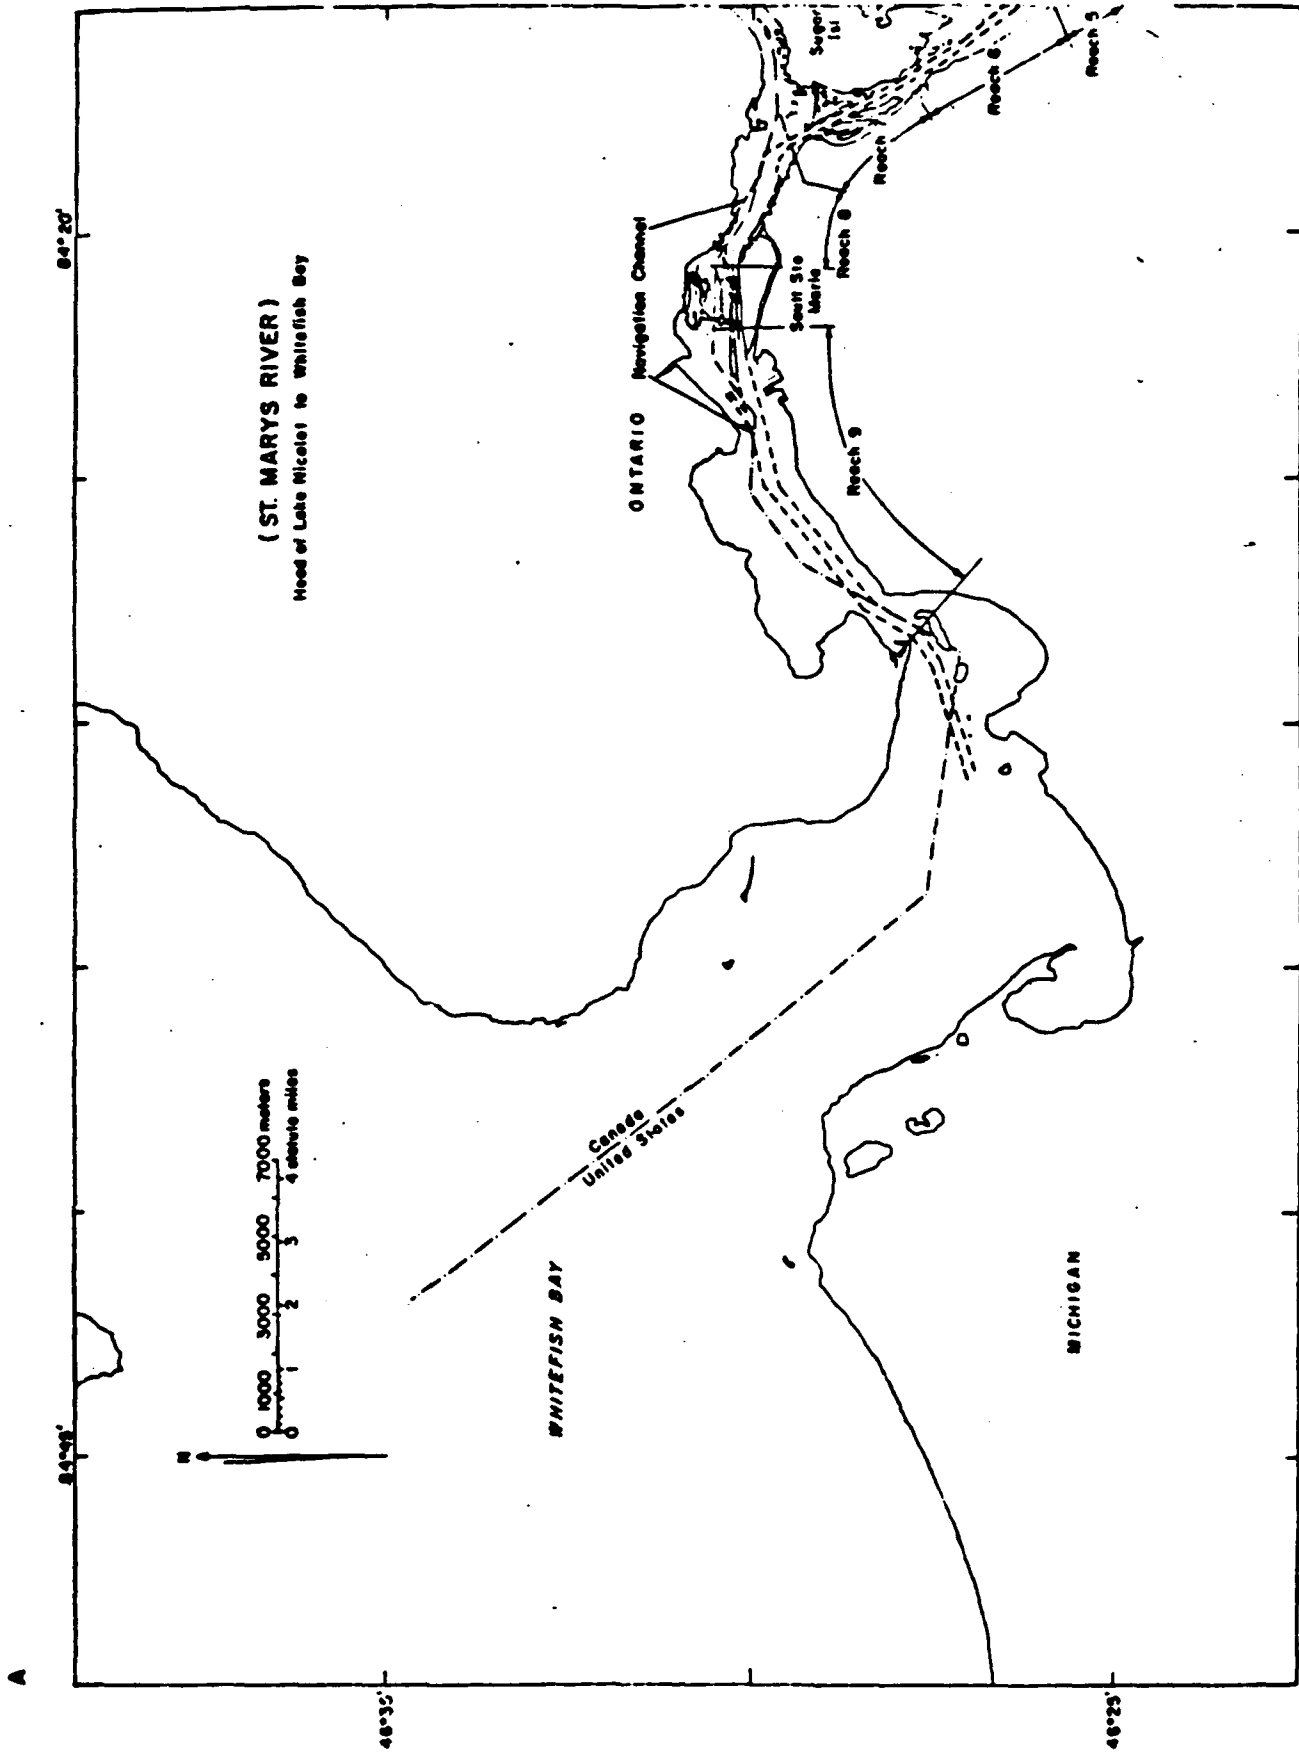 A
84°45'
84°20'
(ST. MARYS RIVER)
Head of Lake Nicolet to Whitefish Bay
N
0 1000 3000 5000 7000 meters
0 1 2 3 4 statute miles
ONTARIO
Navigation Channel
Sugar
Isl
Sault Ste
Marie
Reach 5
Reach 6
Reach
Reach 8
Reach 9
Canada
United States
WHITEFISH BAY
MICHIGAN
46°35'
46°25'